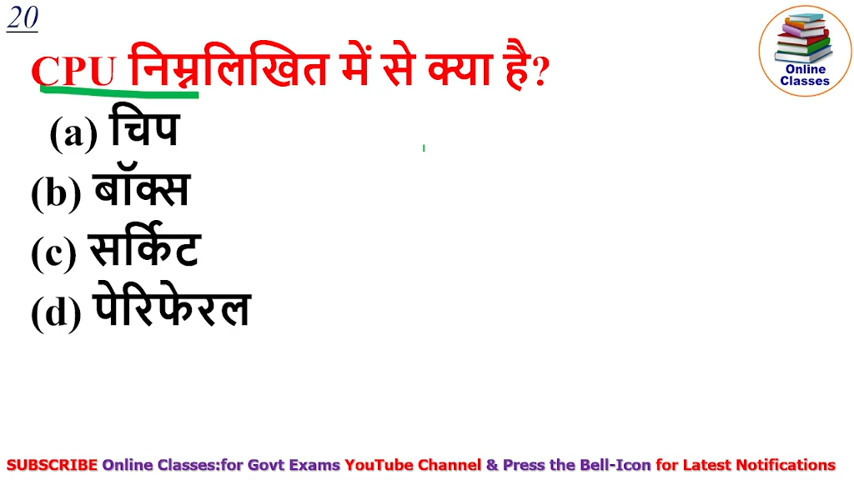 20
CPU निम्नलिखित में से क्या है?
(a) चिप
(b) बॉक्स
(c) सर्किट
(d) पेरिफेरल
Online
Classes
SUBSCRIBE Online Classes:for Govt Exams YouTube Channel & Press the Bell-Icon for Latest Notifications